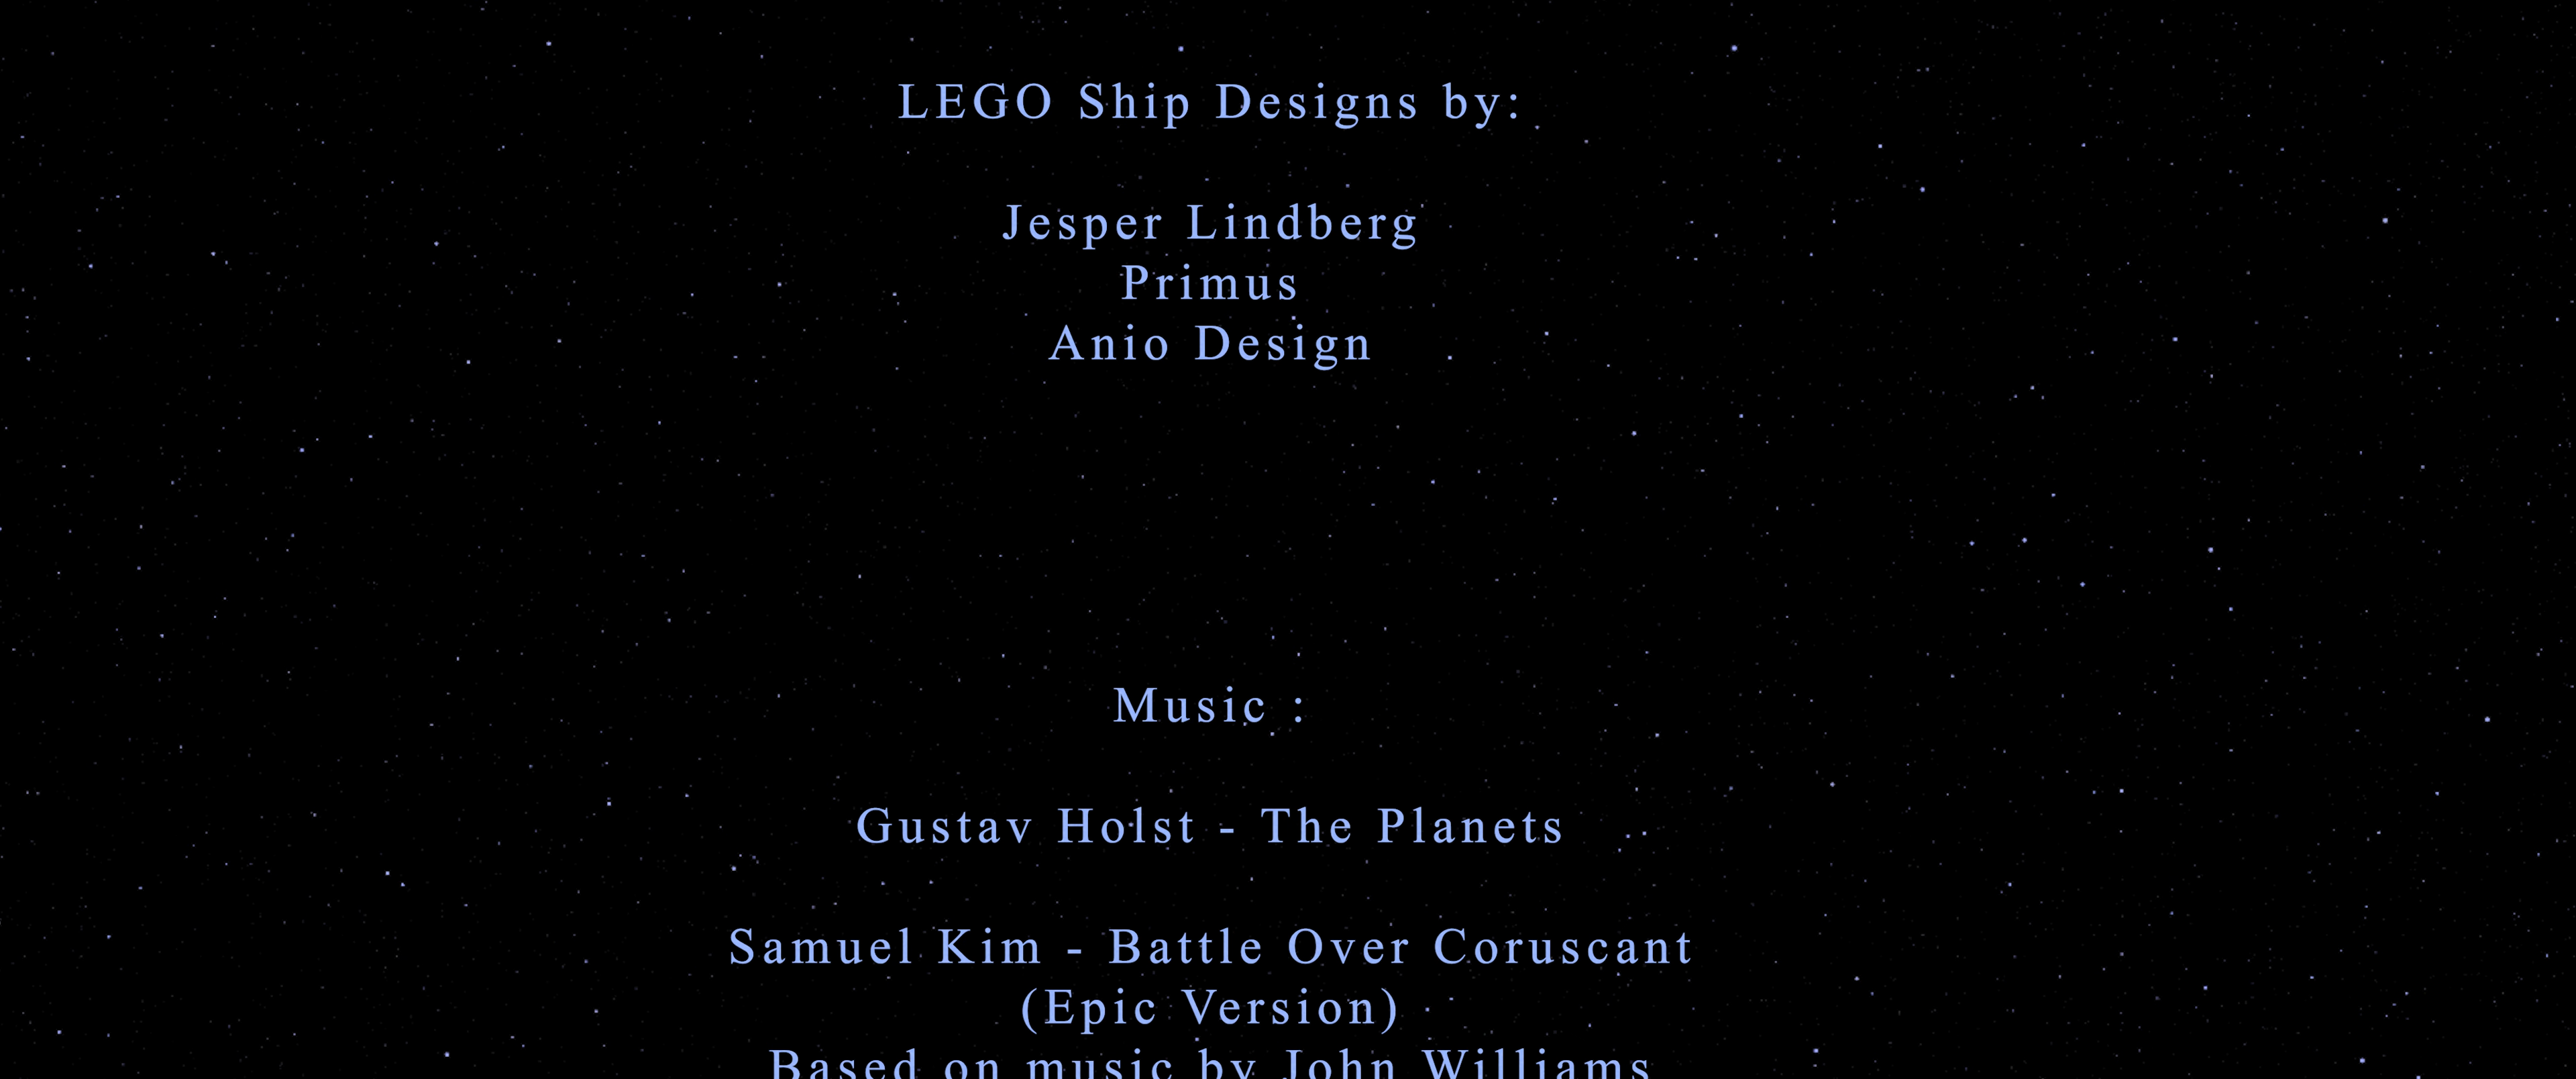 LEGO Ship Designs by:
Jesper Lindberg
Primus
Anio Design
Music :
Gustav Holst - The Planets
Samuel Kim - Battle Over Coruscant
(Epic Version)
Based on music by John Williams